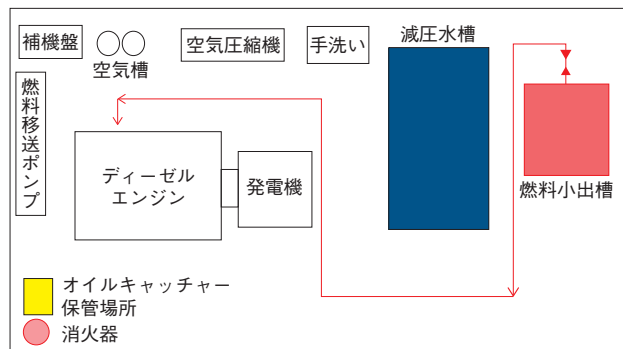 補機盤
空気槽
空気圧縮機
手洗い
減圧水槽
燃料移送ポンプ
ディーゼル
エンジン
発電機
燃料小出槽
オイルキャッチャー
保管場所
消火器